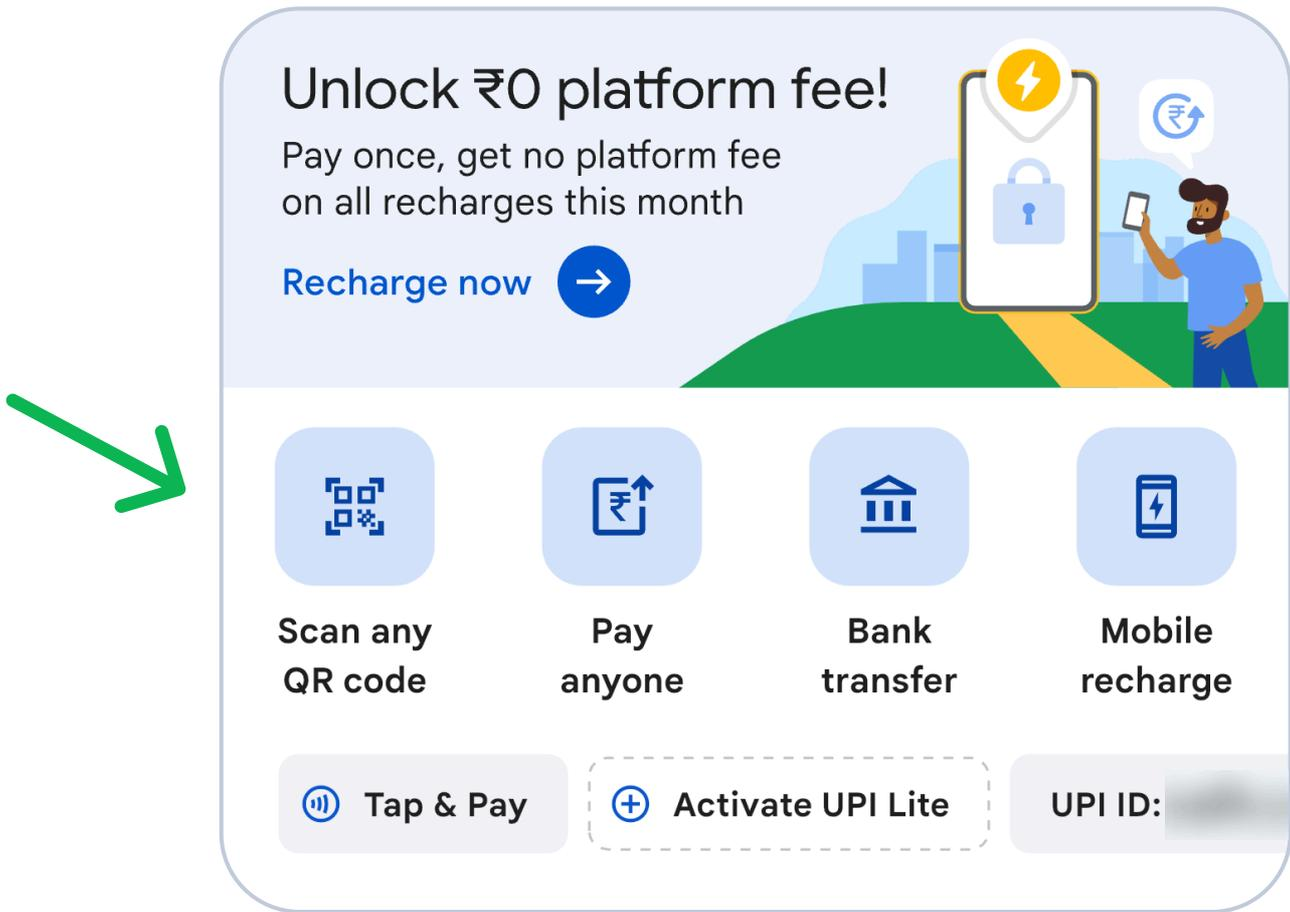 Unlock ₹0 platform fee!
Pay once, get no platform fee
on all recharges this month
Recharge now
Scan any
QR code
Pay
anyone
Bank
transfer
Mobile
recharge
Tap & Pay
Activate UPI Lite
UPI ID: